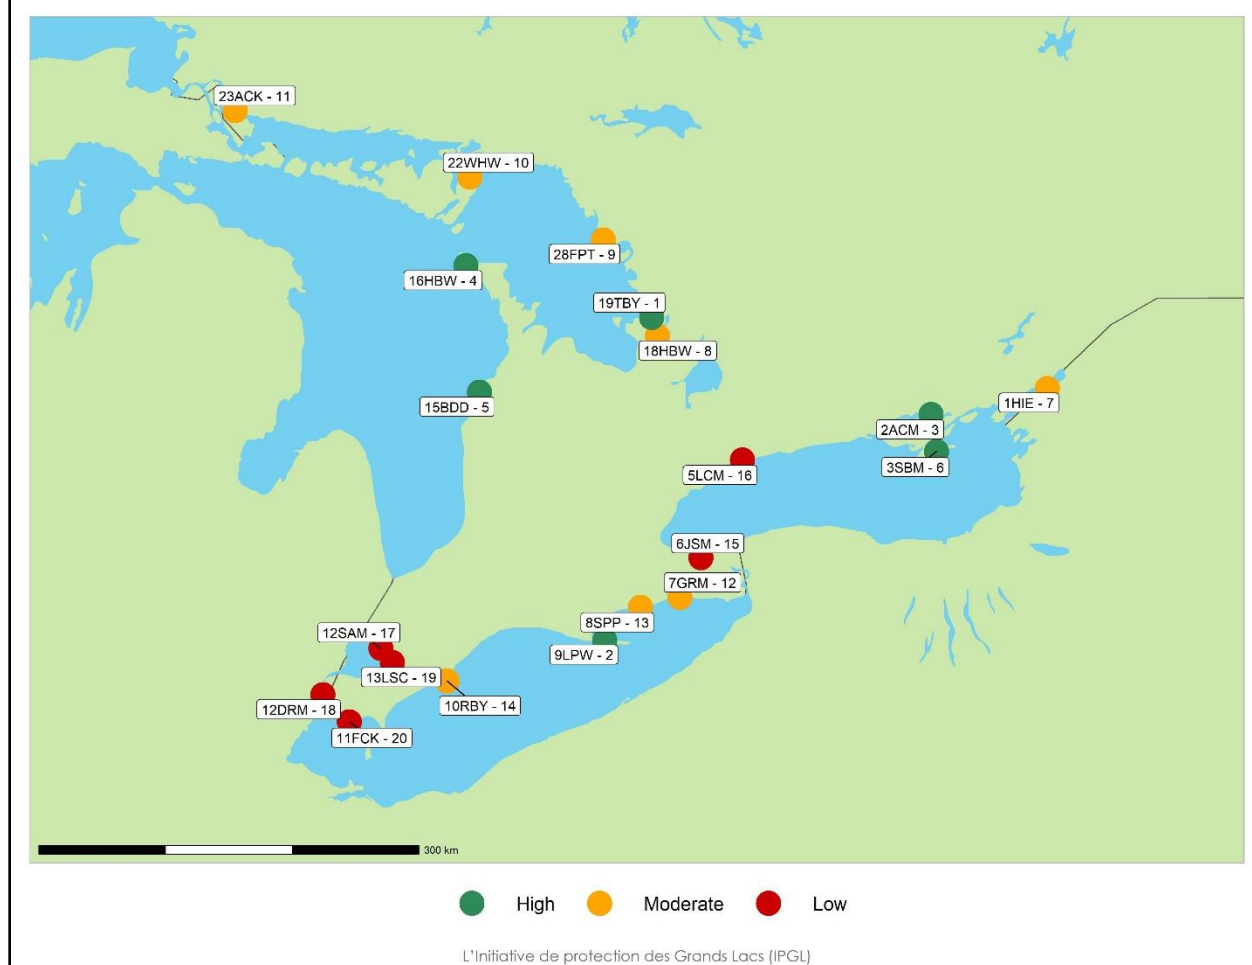 23ACK - 11
22WHW - 10
28FPT - 9
16HBW - 4
19TBY - 1
18HBW - 8
15BDD - 5
1HIE - 7
2ACM - 3
3SBM - 6
5LCM - 16
6JSM - 15
7GRM - 12
8SPP - 13
9LPW - 2
12SAM - 17
13LSC - 19
10RBY - 14
12DRM - 18
11FCK - 20
300 km
High Moderate Low
L'Initiative de protection des Grands Lacs (IPGL)